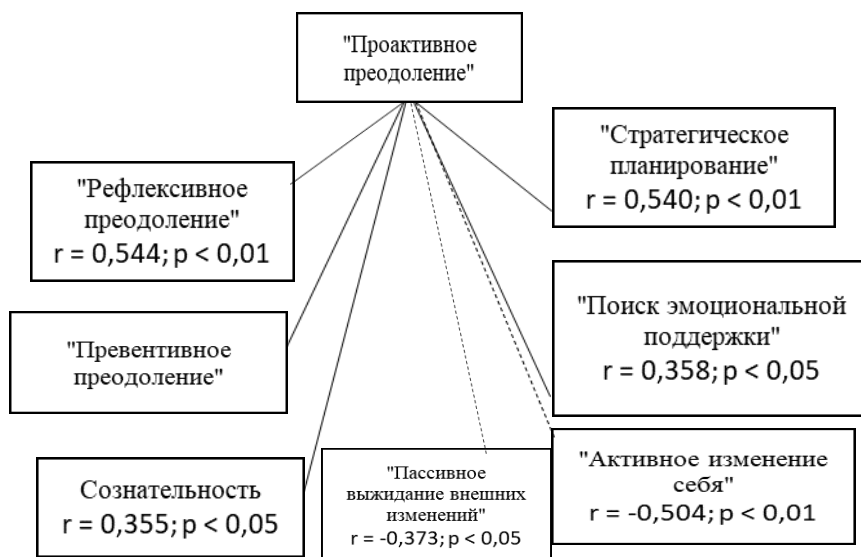 "Проактивное
преодоление"
"Стратегическое
планирование"
r = 0,540; p < 0,01
"Рефлексивное
преодоление"
r = 0,544; p < 0,01
"Поиск эмоциональной
поддержки"
r = 0,358; p < 0,05
"Превентивное
преодоление"
Сознательность
r = 0,355; p < 0,05
"Пассивное
выжидание внешних
изменений"
r = -0,373; p < 0,05
"Активное изменение
себя"
r = -0,504; p < 0,01